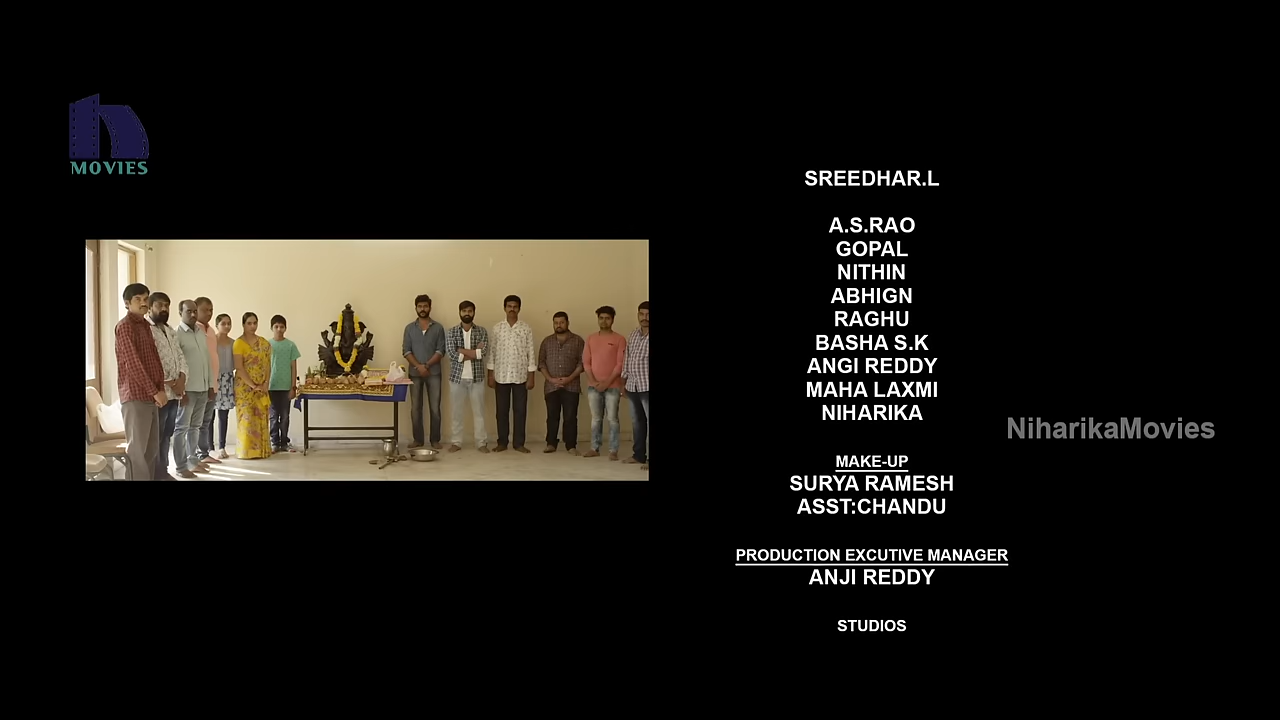 MOVIES
SREEDHAR.L
A.S.RAO
GOPAL
NITHIN
ABHIGN
RAGHU
BASHA S.K
ANGI REDDY
MAHA LAXMI
NIHARIKA
NiharikaMovies
MAKE-UP
SURYA RAMESH
ASST:CHANDU
PRODUCTION EXCUTIVE MANAGER
ANJI REDDY
STUDIOS